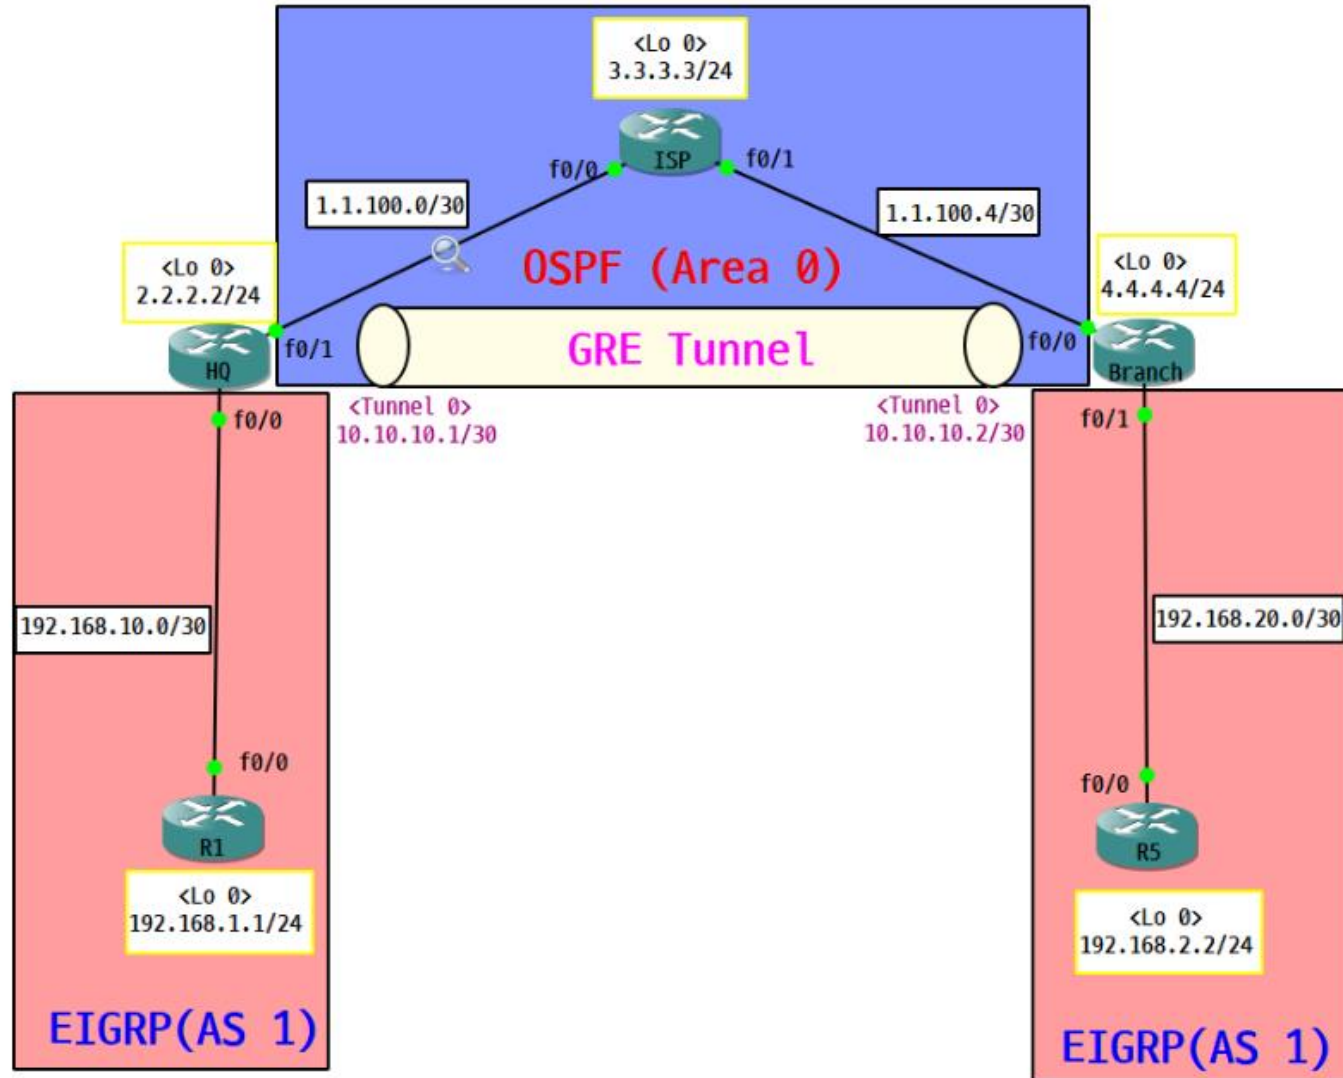 <Lo 0>
3.3.3.3/24
ISP
f0/0
f0/1
1.1.100.0/30
1.1.100.4/30
OSPF (Area 0)
<Lo 0>
2.2.2.2/24
<Lo 0>
4.4.4.4/24
HQ
f0/1
GRE Tunnel
f0/0
Branch
f0/0
<Tunnel 0>
10.10.10.1/30
<Tunnel 0>
10.10.10.2/30
f0/1
192.168.10.0/30
192.168.20.0/30
f0/0
f0/0
R1
R5
<Lo 0>
192.168.1.1/24
<Lo 0>
192.168.2.2/24
EIGRP(AS 1)
EIGRP(AS 1)